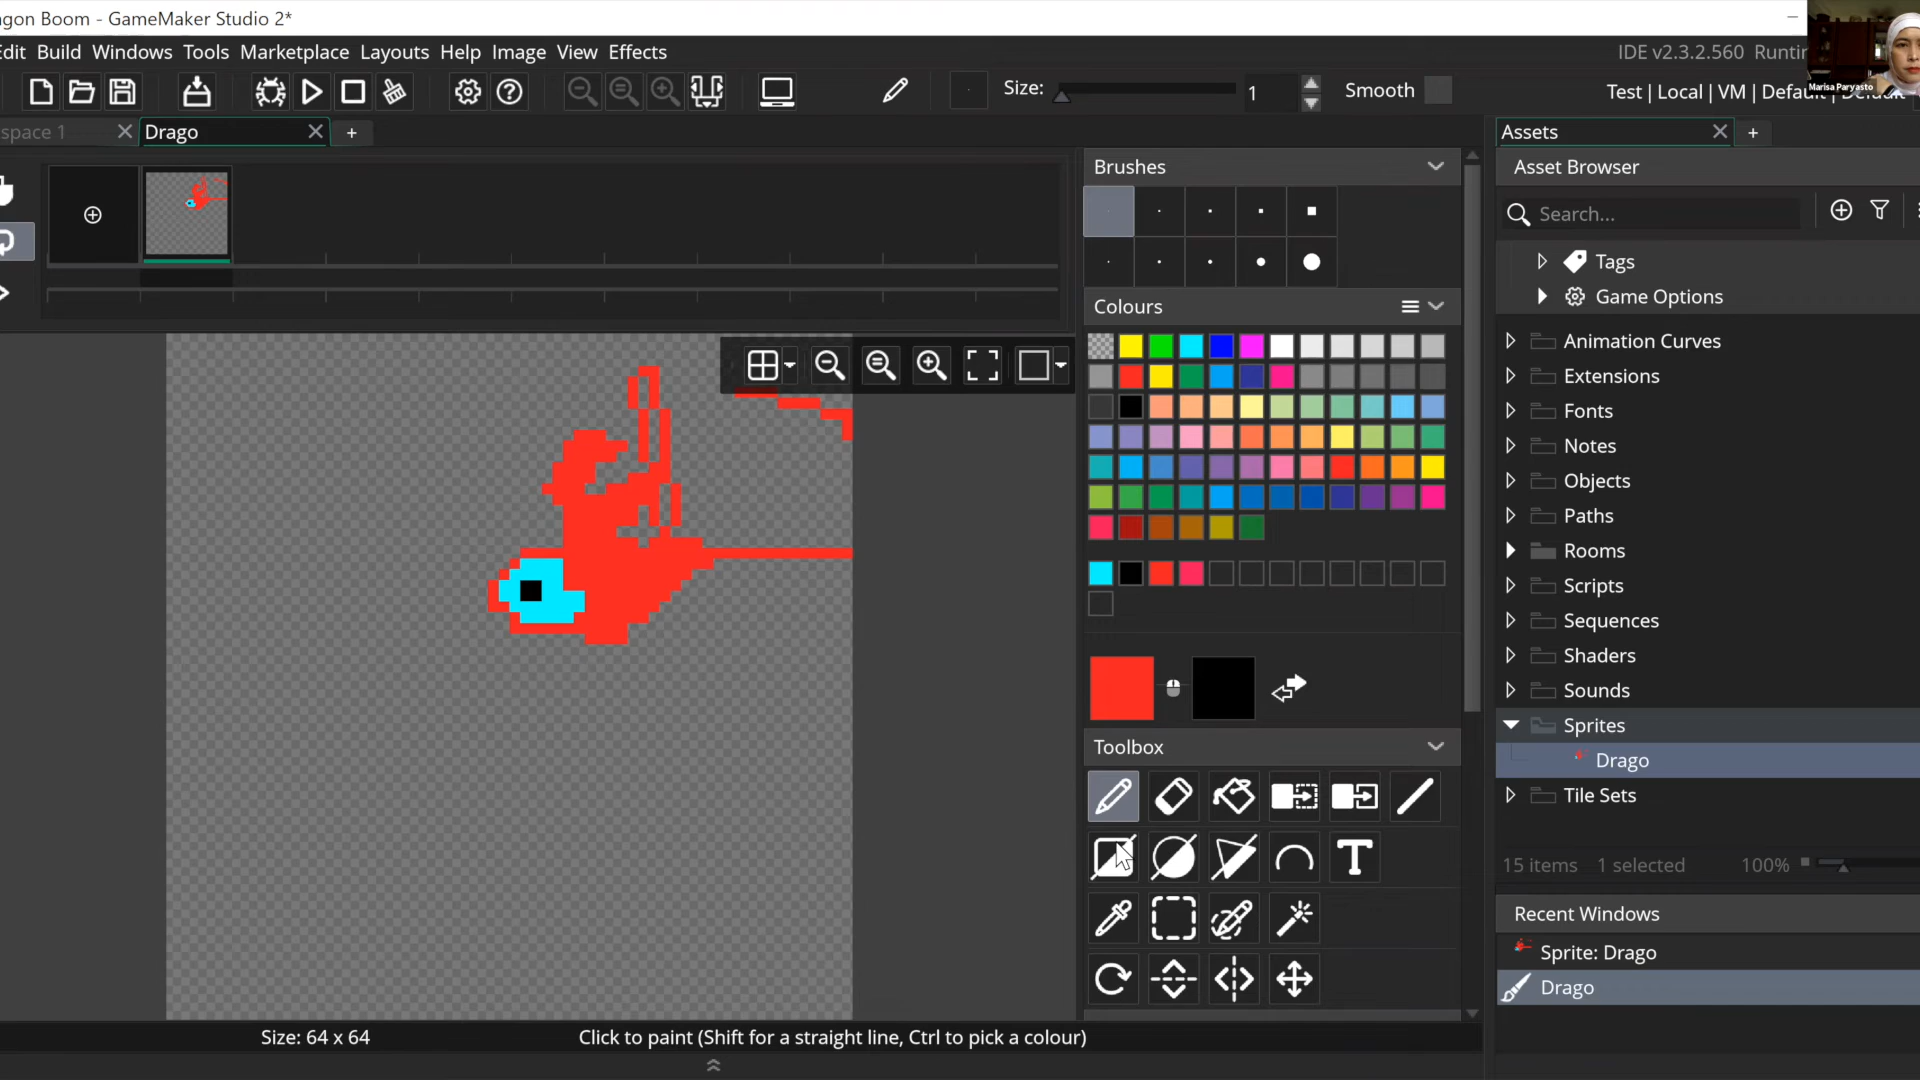 gon Boom - GameMaker Studio 2*
Edit Build Windows Tools Marketplace Layouts Help Image View Effects
IDE v2.3.2.560 Runtim
Size: 1 Smooth
Test | Local | VM | Default | Default
Marisa Paryasto
space 1 Drago
Assets
Brushes
Asset Browser
Search...
Tags
Game Options
Colours
Animation Curves
Extensions
Fonts
Notes
Objects
Paths
Rooms
Scripts
Sequences
Shaders
Sounds
Sprites
Drago
Tile Sets
Toolbox
T
15 items 1 selected 100%
Recent Windows
Sprite: Drago
Drago
Size: 64 x 64
Click to paint (Shift for a straight line, Ctrl to pick a colour)